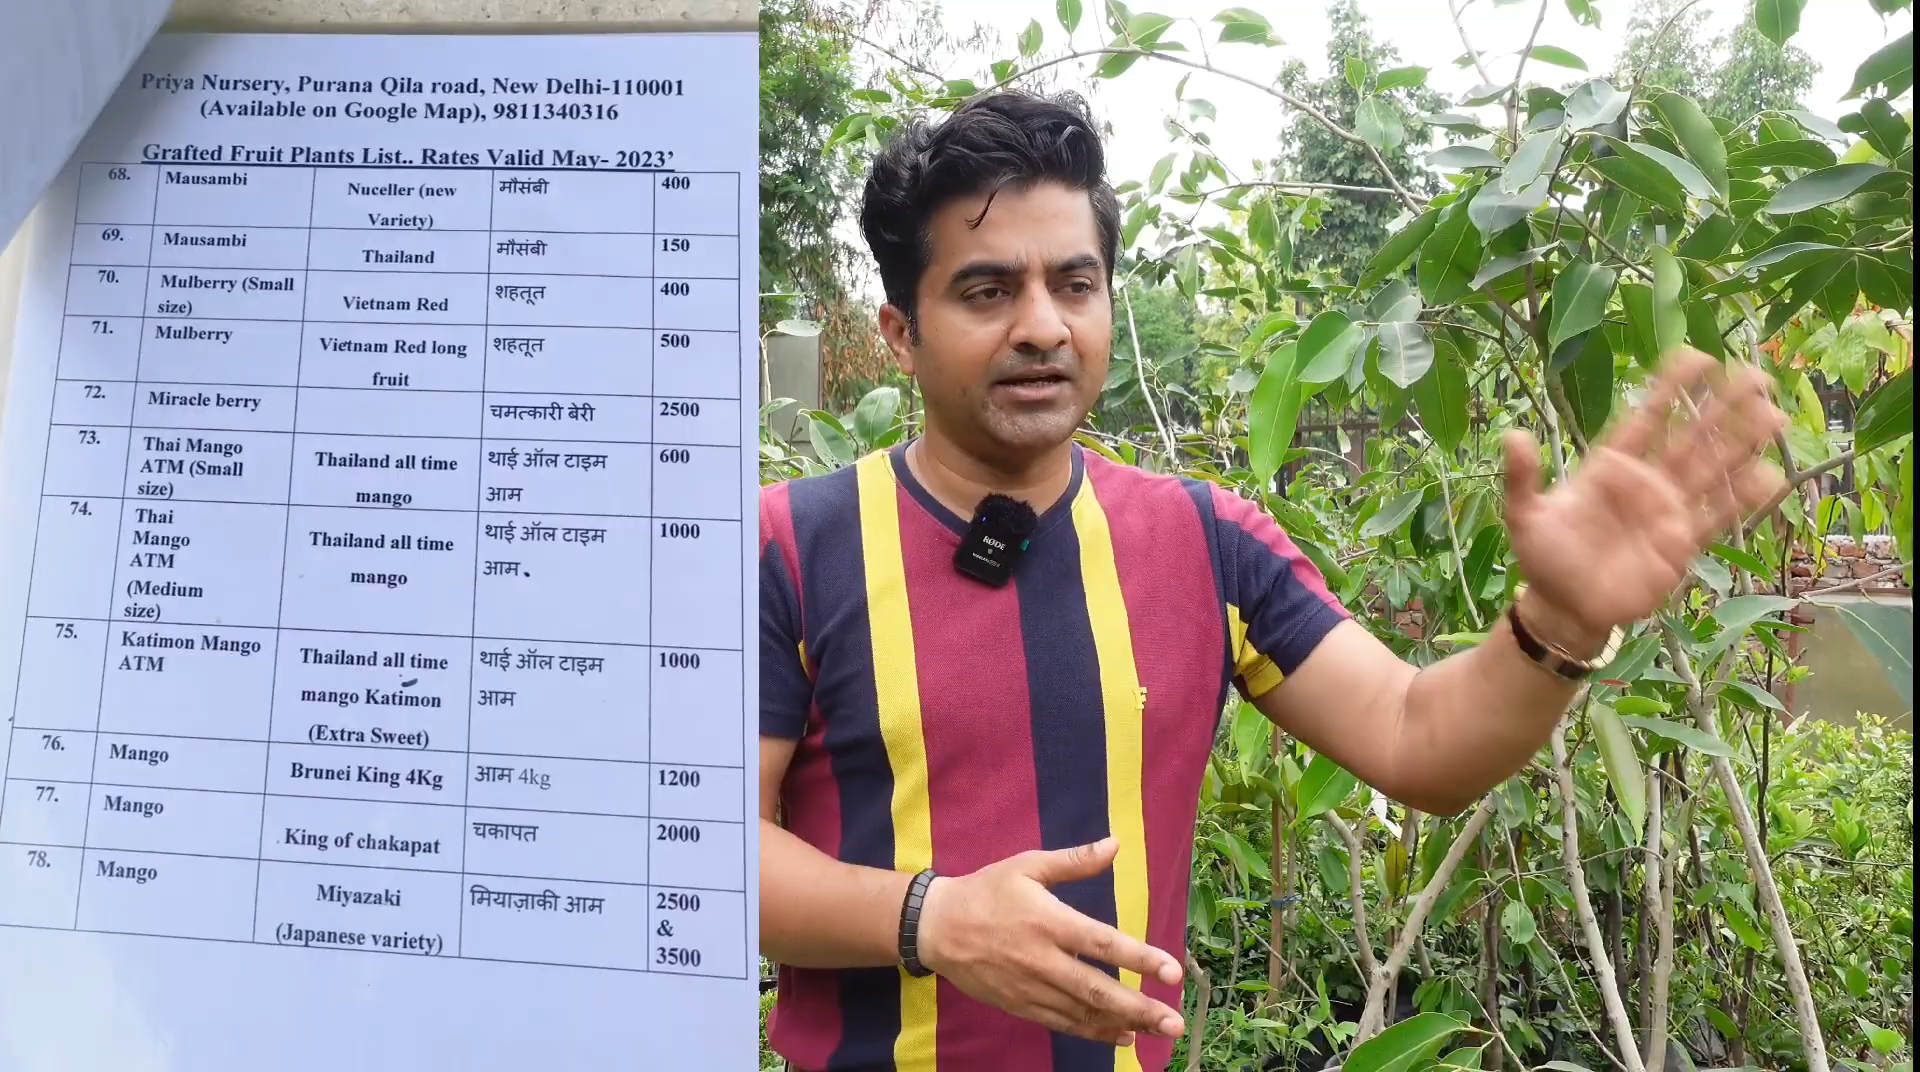 Priya Nursery, Purana Qila road, New Delhi-110001
(Available on Google Map), 9811340316
Grafted Fruit Plants List.. Rates Valid May- 2023’
68. Mausambi Nuceller (new मौसंबी 400
Variety)
69. Mausambi Thailand मौसंबी 150
70. Mulberry (Small Vietnam Red शहतूत 400
size)
71. Mulberry Vietnam Red long शहतूत 500
fruit
72. Miracle berry चमत्कारी बेरी 2500
73. Thai Mango Thailand all time थाई ऑल टाइम 600
ATM (Small mango आम
size)
74. Thai Thailand all time थाई ऑल टाइम 1000
Mango mango आम.
ATM
(Medium
size)
75. Katimon Mango Thailand all time थाई ऑल टाइम 1000
ATM mango Katimon आम
(Extra Sweet)
76. Mango Brunei King 4Kg आम 4kg 1200
77. Mango King of chakapat चकापत 2000
78. Mango Miyazaki मियाज़ाकी आम 2500
(Japanese variety) &
3500
RØDE
F